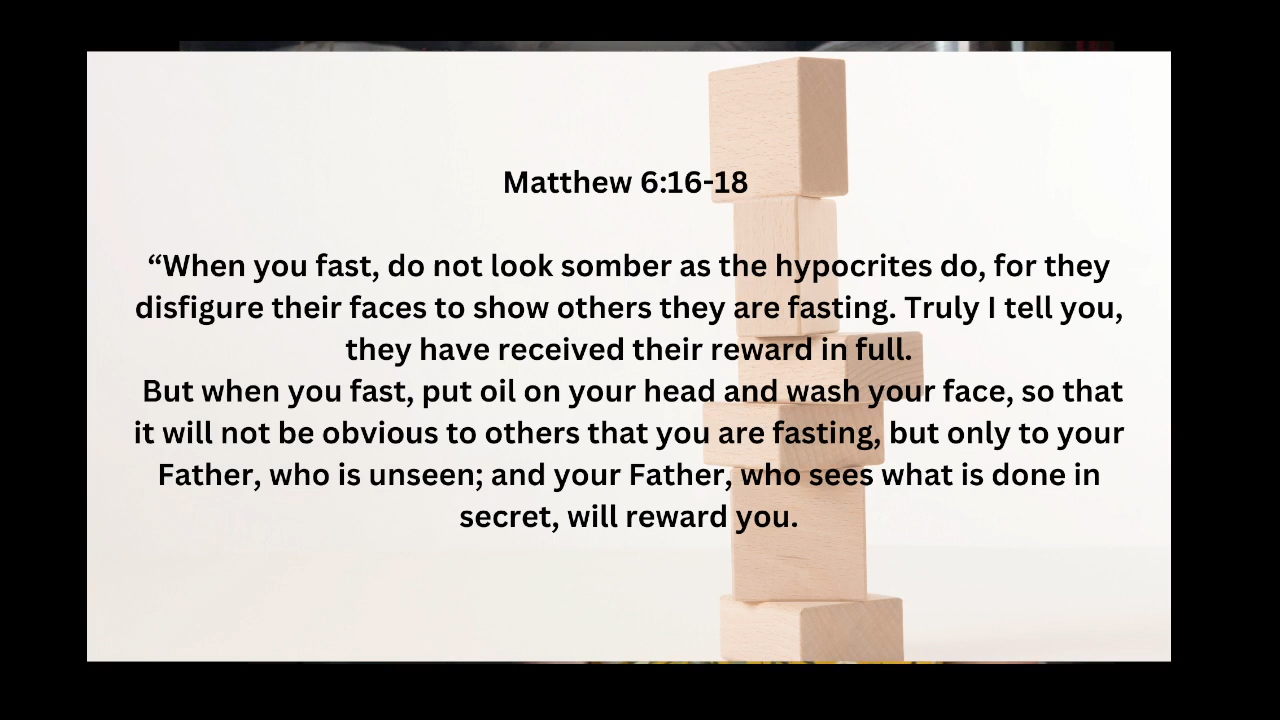 Matthew 6:16-18
“When you fast, do not look somber as the hypocrites do, for they
disfigure their faces to show others they are fasting. Truly I tell you,
they have received their reward in full.
But when you fast, put oil on your head and wash your face, so that
it will not be obvious to others that you are fasting, but only to your
Father, who is unseen; and your Father, who sees what is done in
secret, will reward you.